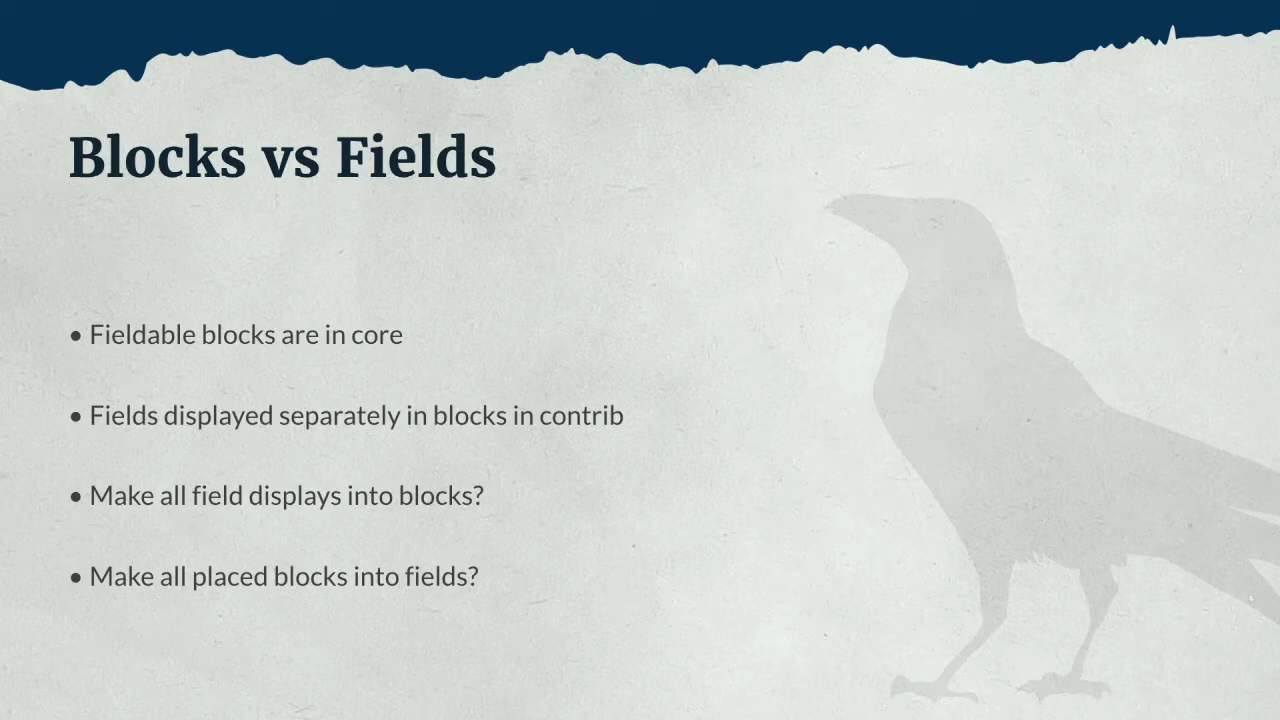 Blocks vs Fields
• Fieldable blocks are in core
• Fields displayed separately in blocks in contrib
• Make all field displays into blocks?
• Make all placed blocks into fields?